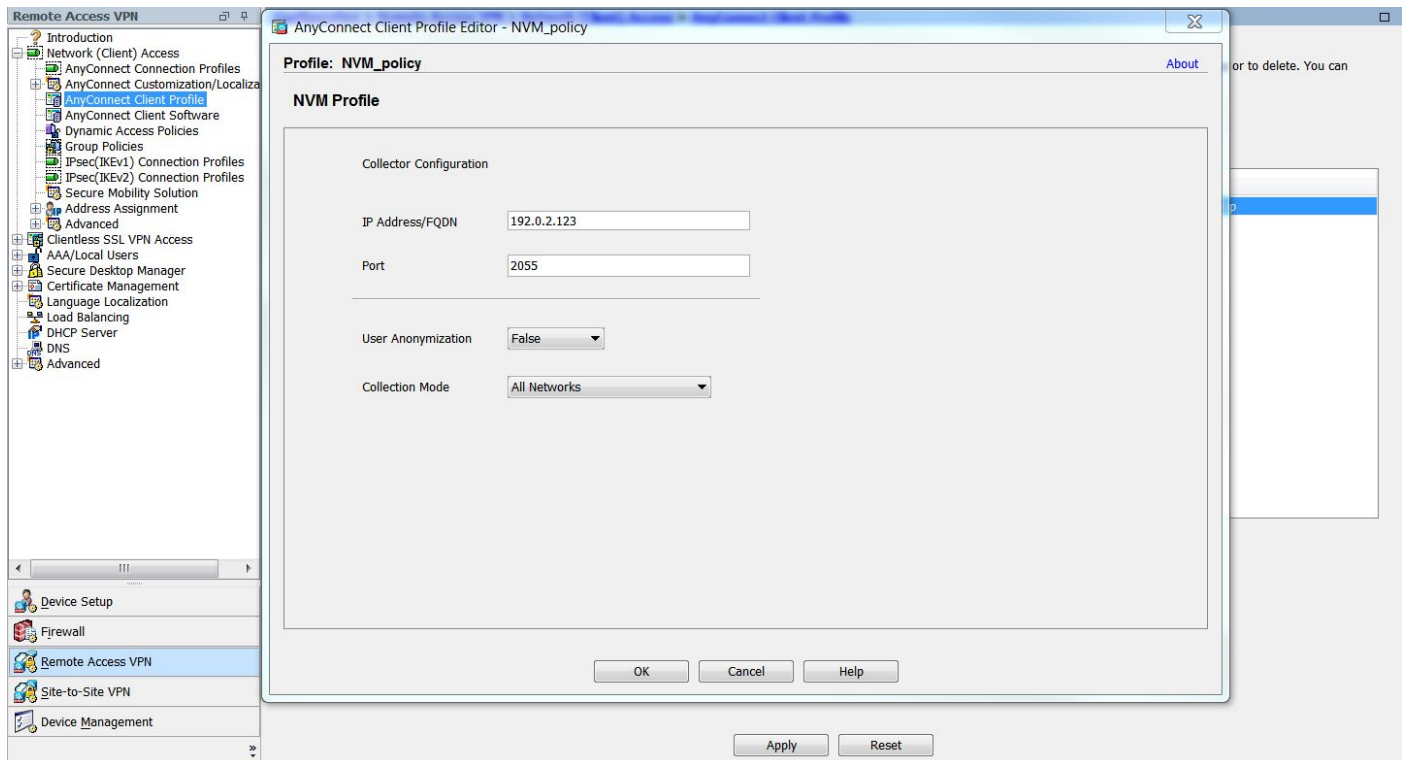 Remote Access VPN
Introduction
Network (Client) Access
AnyConnect Connection Profiles
AnyConnect Customization/Localiza
AnyConnect Client Profile
AnyConnect Client Software
Dynamic Access Policies
Group Policies
IPsec(IKEv1) Connection Profiles
IPsec(IKEv2) Connection Profiles
Secure Mobility Solution
Address Assignment
Advanced
Clientless SSL VPN Access
AAA/Local Users
Secure Desktop Manager
Certificate Management
Language Localization
Load Balancing
DHCP Server
DNS
Advanced
Device Setup
Firewall
Remote Access VPN
Site-to-Site VPN
Device Management
AnyConnect Client Profile Editor - NVM_policy
Profile: NVM_policy
About
NVM Profile
Collector Configuration
IP Address/FQDN 192.0.2.123
Port 2055
User Anonymization False
Collection Mode All Networks
OK Cancel Help
or to delete. You can
p
Apply Reset